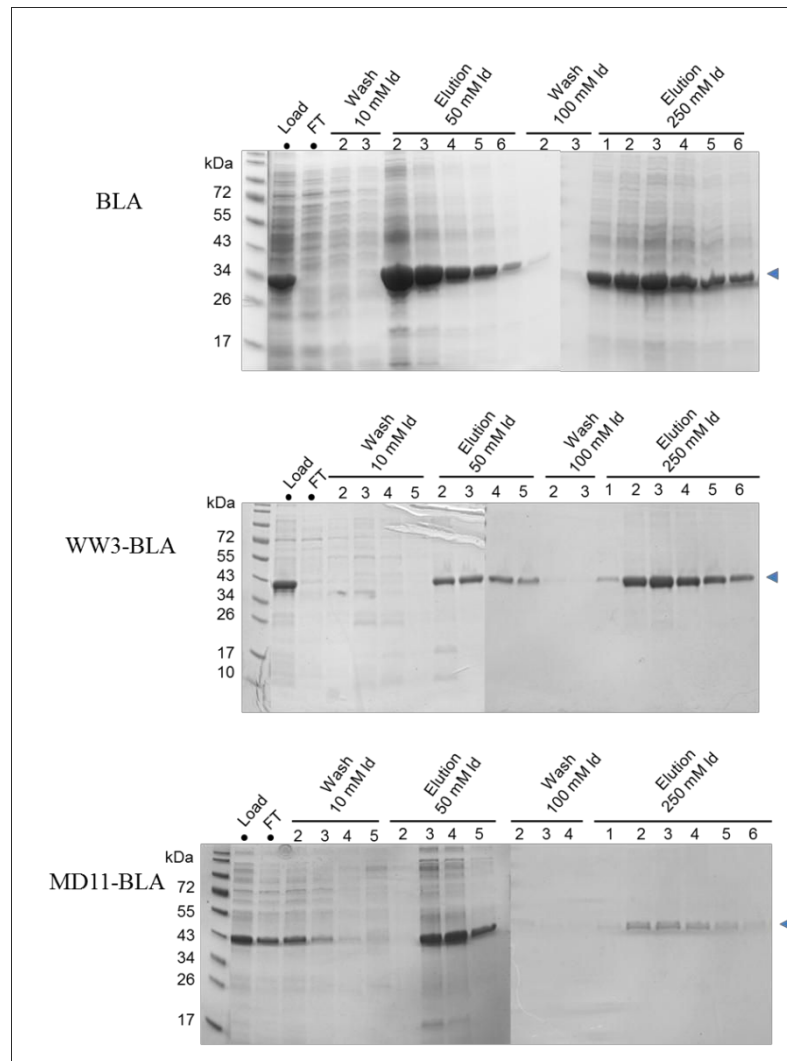 Load
FT
Wash
10 mM Id
Elution
50 mM Id
Wash
100 mM Id
Elution
250 mM Id
kDa 2 3 2 3 4 5 6 2 3 1 2 3 4 5 6
72
BLA
55
43
34
26
17
Load
FT
Wash
10 mM Id
Elution
50 mM Id
Wash
100 mM Id
Elution
250 mM Id
2 3 4 5 2 3 4 5 2 3 1 2 3 4 5 6
kDa
72
WW3-BLA
55
43
34
26
17
10
Load
FT
Wash
10 mM Id
Elution
50 mM Id
Wash
100 mM Id
Elution
250 mM Id
2 3 4 5 2 3 4 5 2 3 4 1 2 3 4 5 6
kDa
72
MD11-BLA
55
43
34
26
17